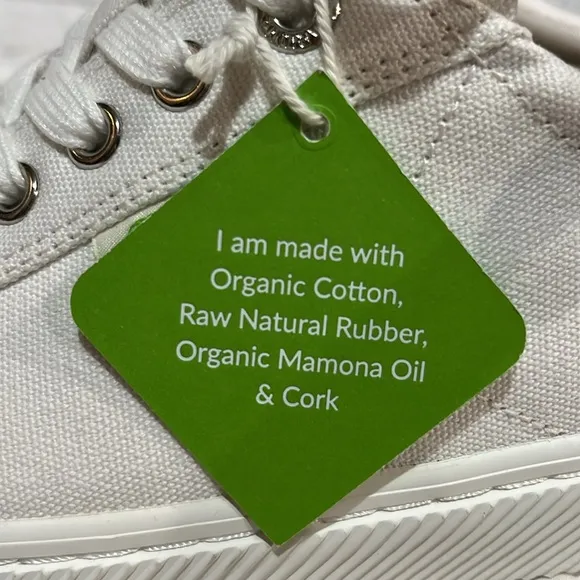 I am made with
Organic Cotton,
Raw Natural Rubber,
Organic Mamona Oil
& Cork